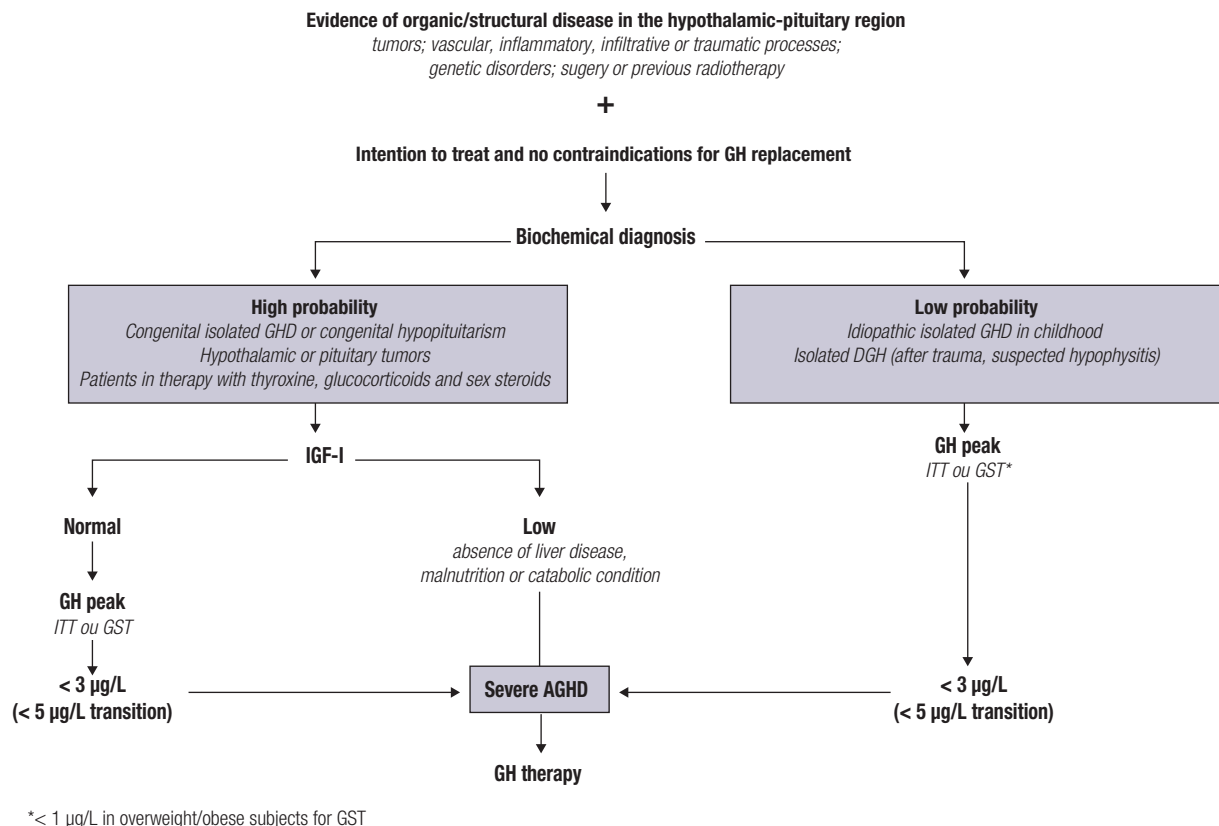 Evidence of organic/structural disease in the hypothalamic-pituitary region
tumors; vascular, inflammatory, infiltrative or traumatic processes;
genetic disorders; sugery or previous radiotherapy
+
Intention to treat and no contraindications for GH replacement
Biochemical diagnosis
High probability
Congenital isolated GHD or congenital hypopituitarism
Hypothalamic or pituitary tumors
Patients in therapy with thyroxine, glucocorticoids and sex steroids
Low probability
Idiopathic isolated GHD in childhood
Isolated DGH (after trauma, suspected hypophysitis)
IGF-I
GH peak
ITT ou GST*
Normal
Low
absence of liver disease,
malnutrition or catabolic condition
GH peak
ITT ou GST
< 3 µg/L
(< 5 µg/L transition)
Severe AGHD
< 3 µg/L
(< 5 µg/L transition)
GH therapy
*< 1 µg/L in overweight/obese subjects for GST